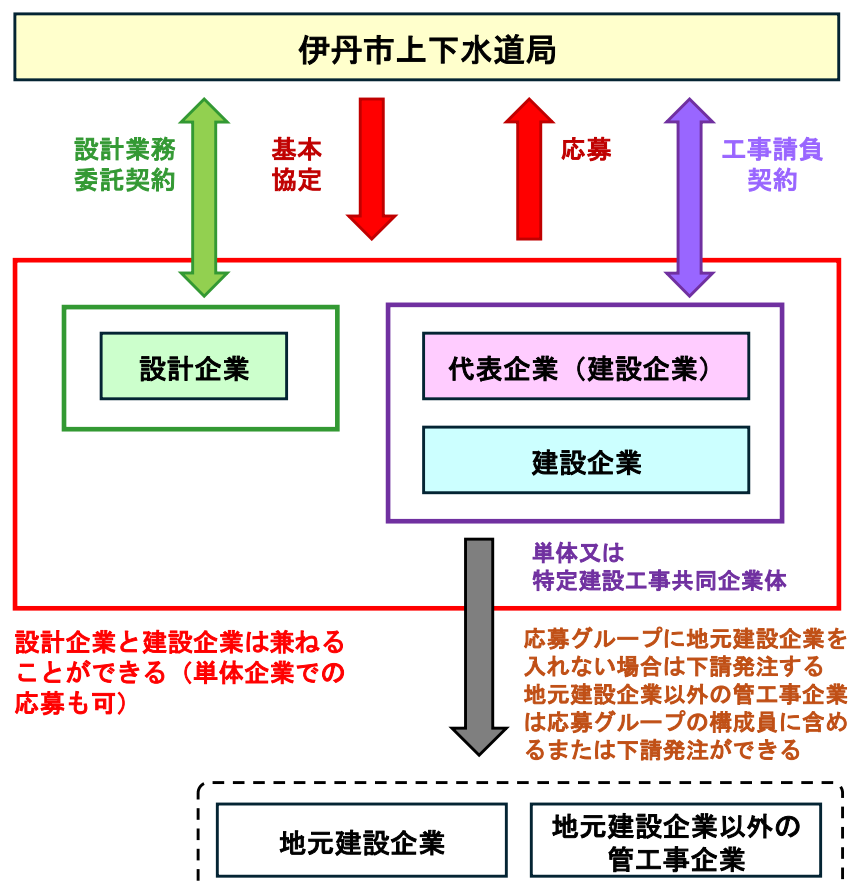 伊丹市上下水道局
設計業務
委託契約
基本
協定
応募
工事請負
契約
設計企業
代表企業（建設企業）
建設企業
単体又は
特定建設工事共同企業体
設計企業と建設企業は兼ねる
ことができる（単体企業での
応募も可）
応募グループに地元建設企業を
入れない場合は下請発注する
地元建設企業以外の管工事企業
は応募グループの構成員に含め
るまたは下請発注ができる
地元建設企業
地元建設企業以外の
管工事企業